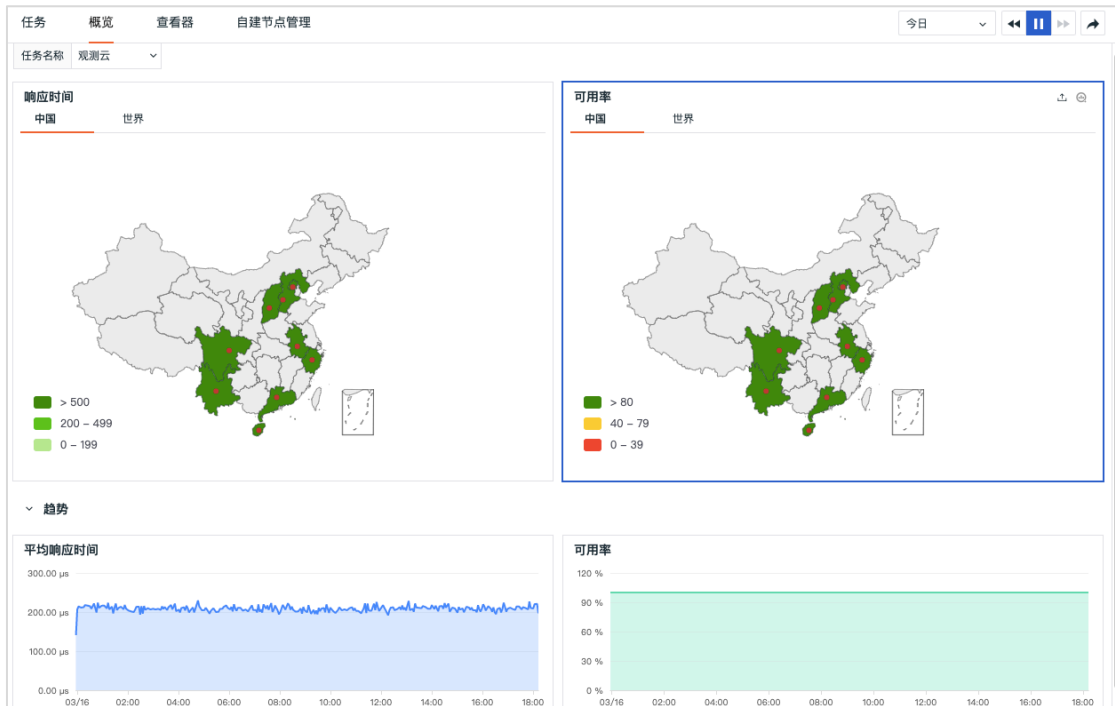 任务 概览 查看器 自建节点管理 今日
任务名称 观测云
响应时间
中国 世界
> 500
200 – 499
0 – 199
可用率
中国 世界
> 80
40 – 79
0 – 39
趋势
平均响应时间
300.00 μs
200.00 μs
100.00 μs
0.00 μs
03/16 02:00 04:00 06:00 08:00 10:00 12:00 14:00 16:00 18:00
可用率
120 %
90 %
60 %
30 %
0 %
03/16 02:00 04:00 06:00 08:00 10:00 12:00 14:00 16:00 18:00